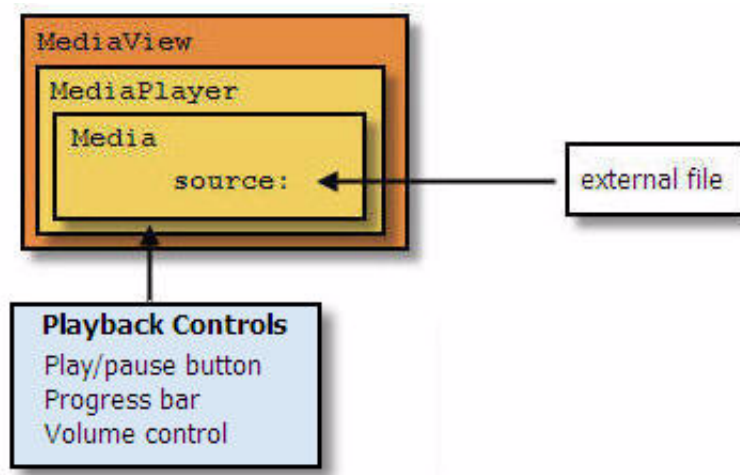 MediaView
MediaPlayer
Media
source:
external file
Playback Controls
Play/pause button
Progress bar
Volume control